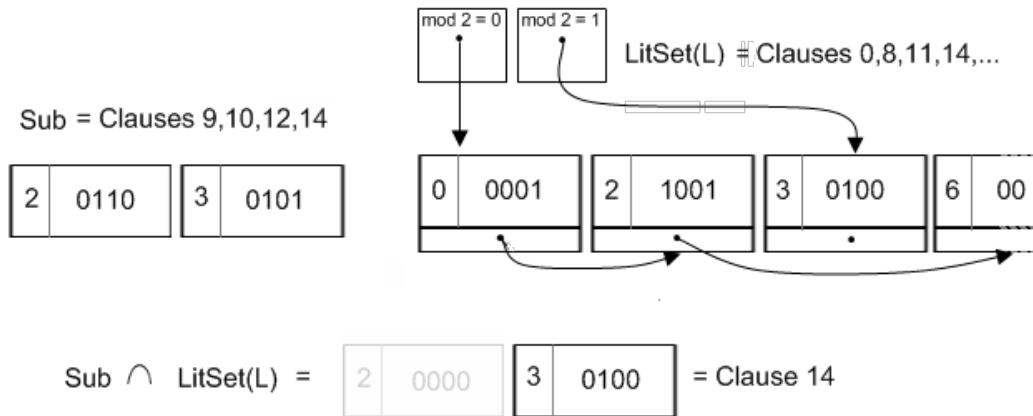 mod 2 = 0
mod 2 = 1
LitSet(L) = Clauses 0,8,11,14,...
Sub = Clauses 9,10,12,14
2 0110
3 0101
0 0001
2 1001
3 0100
6 00
Sub ∩ LitSet(L) =
2 0000
3 0100
= Clause 14